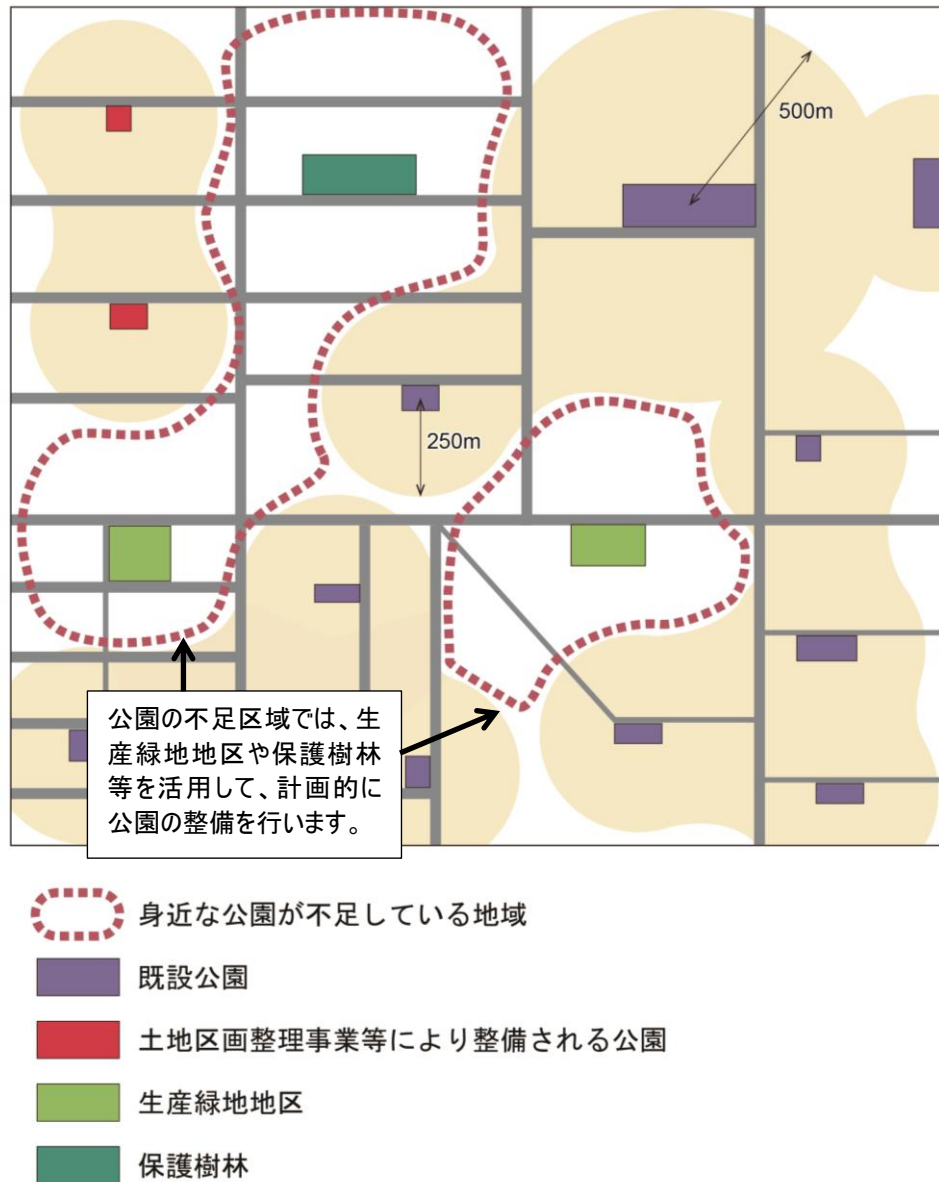 500m
250m
公園の不足区域では、生
産緑地地区や保護樹林
等を活用して、計画的に
公園の整備を行います。
身近な公園が不足している地域
既設公園
土地区画整理事業等により整備される公園
生産緑地地区
保護樹林